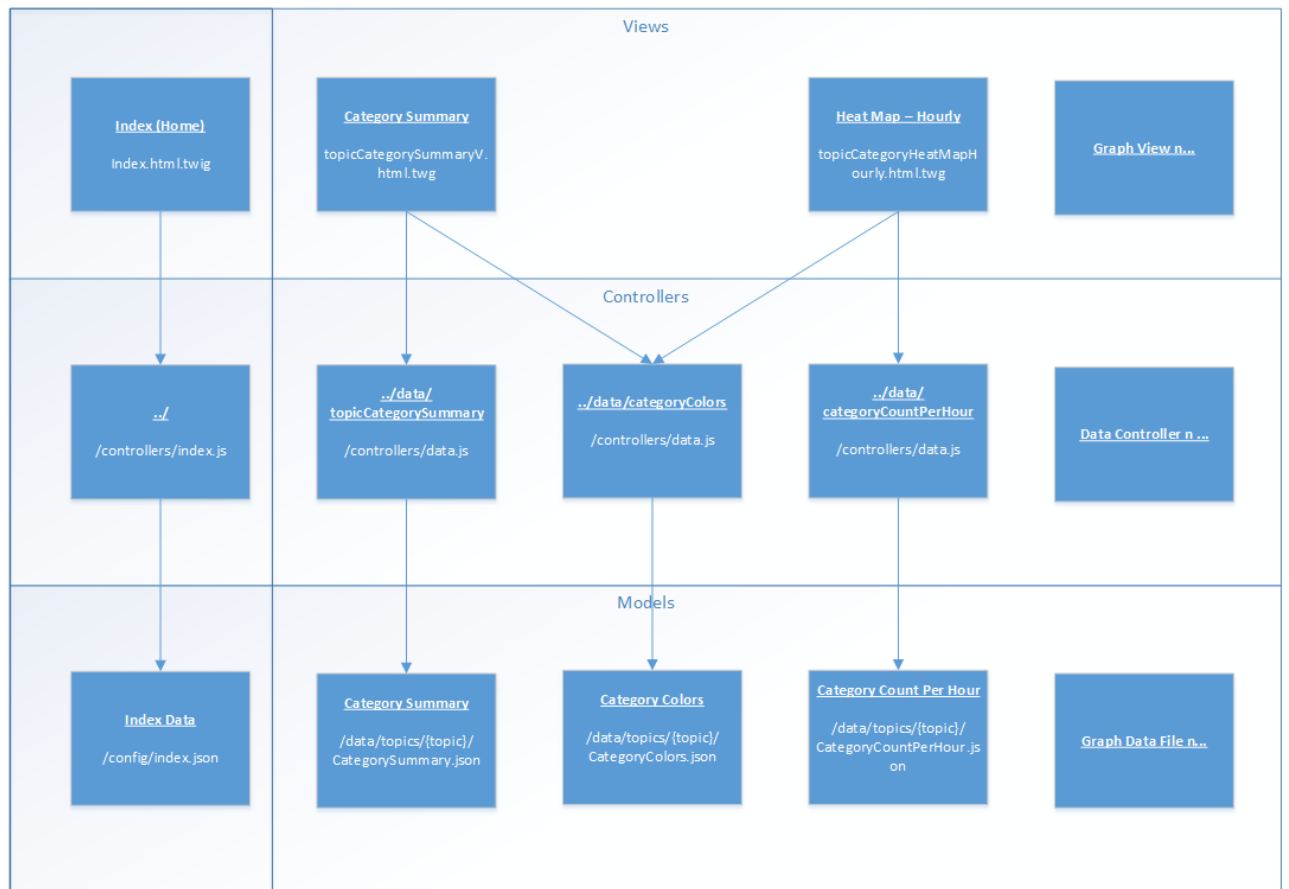 Views
Index (Home)
Index.html.twig
Category Summary
topicCategorySummaryV.
html.twg
Heat Map – Hourly
topicCategoryHeatMapH
ourly.html.twg
Graph View n...
Controllers
../
/controllers/index.js
../data/
topicCategorySummary
/controllers/data.js
../data/categoryColors
/controllers/data.js
../data/
categoryCountPerHour
/controllers/data.js
Data Controller n ...
Models
Index Data
/config/index.json
Category Summary
/data/topics/{topic}/
CategorySummary.json
Category Colors
/data/topics/{topic}/
CategoryColors.json
Category Count Per Hour
/data/topics/{topic}/
CategoryCountPerHour.js
on
Graph Data File n...